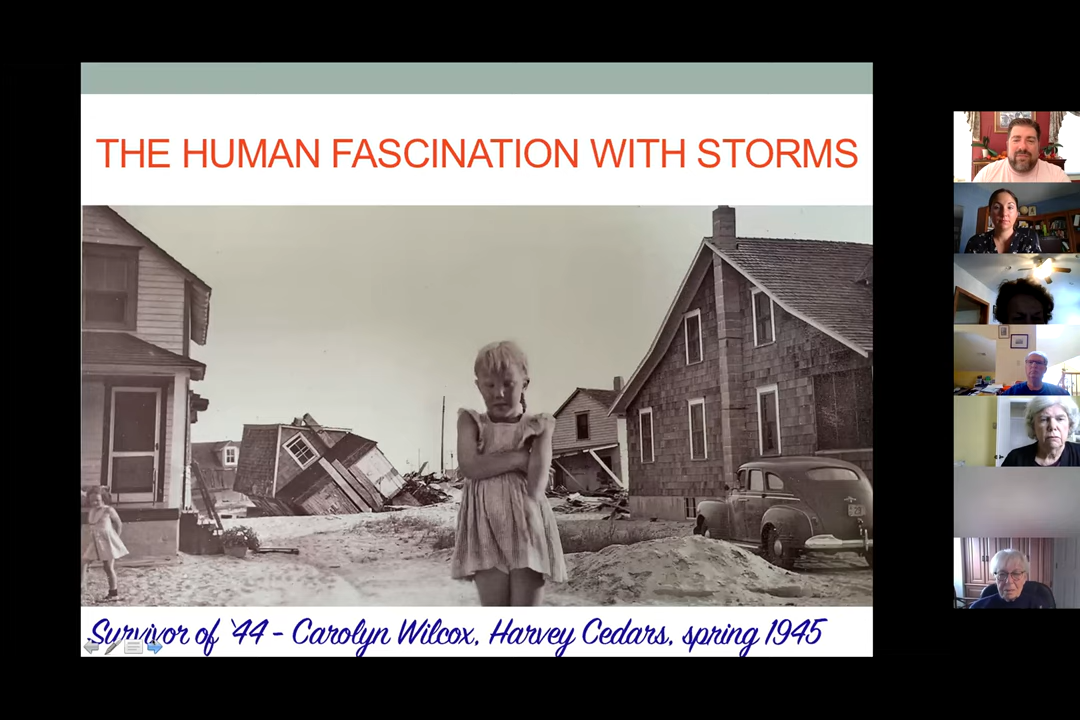 THE HUMAN FASCINATION WITH STORMS
Survivor of '44 - Carolyn Wilcox, Harvey Cedars, spring 1945